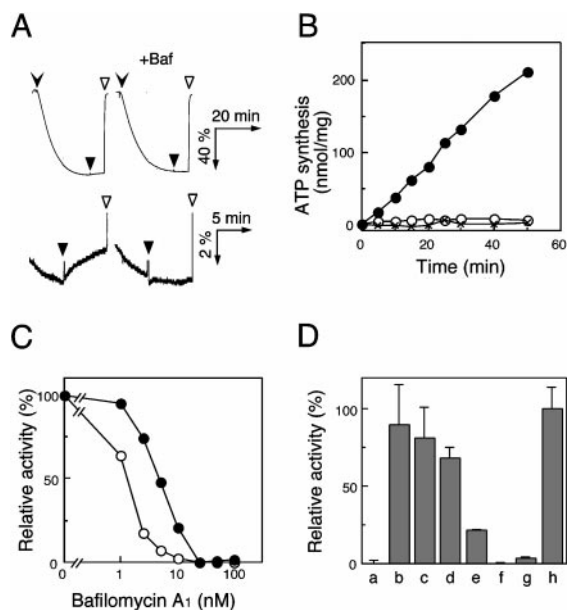 A
+Baf
20 min
40 %
5 min
2 %
B
ATP synthesis
(nmol/mg)
200
100
0
0 20 40 60
Time (min)
C
Relative activity (%)
100
50
0
0 1 10 100
Bafilomycin A1 (nM)
D
Relative activity (%)
100
50
0
a b c d e f g h